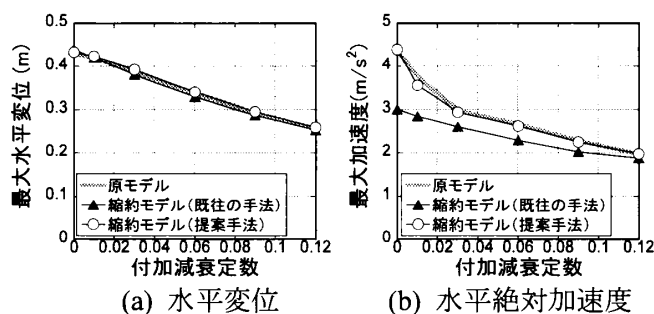 最大水平変位 (m)
0.5
0.4
0.3
0.2
0.1
0
原モデル
縮約モデル(既往の手法)
縮約モデル(提案手法)
0 0.02 0.04 0.06 0.08 0.10 0.12
付加減衰定数
(a) 水平変位
最大加速度(m/s²)
5
4
3
2
1
0
原モデル
縮約モデル(既往の手法)
縮約モデル(提案手法)
0 0.02 0.04 0.06 0.08 0.10 0.12
付加減衰定数
(b) 水平絶対加速度